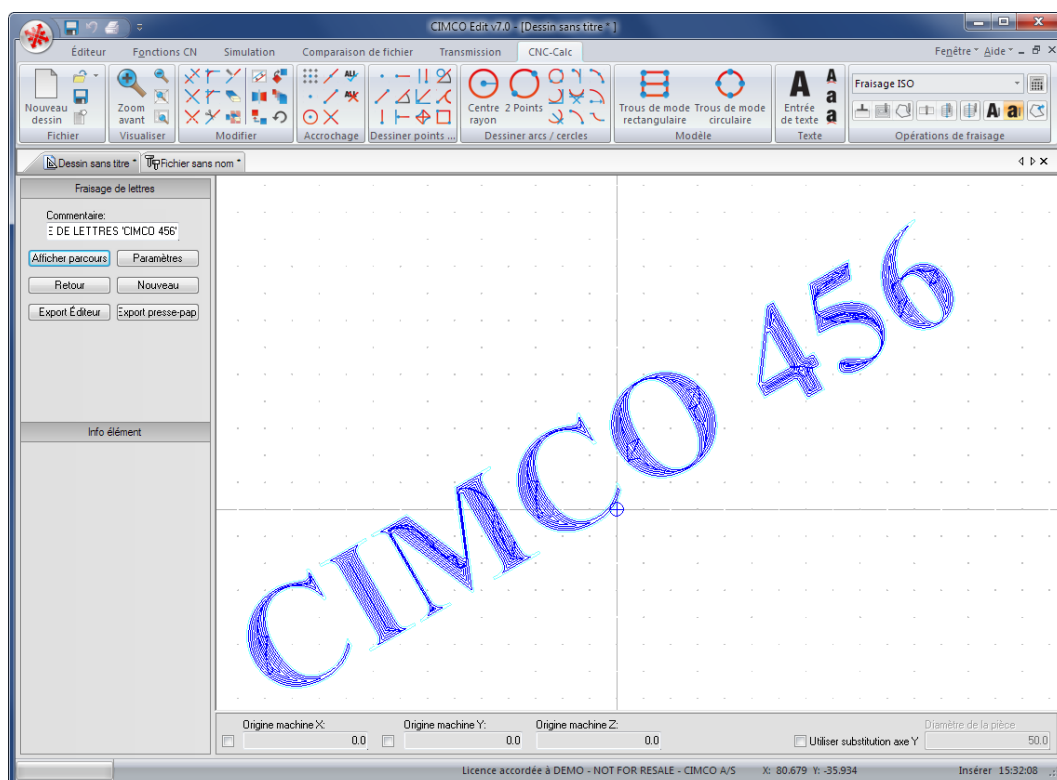 CIMCO Edit v7.0 - [Dessin sans titre * ]
Éditeur Fonctions CN Simulation Comparaison de fichier Transmission CNC-Calc Fenêtre Aide
Nouveau dessin
Zoom avant
Centre rayon
2 Points
Trous de mode rectangulaire
Trous de mode circulaire
Entrée de texte
Fraisage ISO
Fichier Visualiser Modifier Accrochage Dessiner points ... Dessiner arcs / cercles Modèle Texte Opérations de fraisage
Dessin sans titre * Fichier sans nom *
Fraisage de lettres
Commentaire:
E DE LETTRES 'CIMCO 456'
Afficher parcours Paramètres
Retour Nouveau
Export Éditeur Export presse-pap
Info élément
CIMCO 456
Origine machine X: Origine machine Y: Origine machine Z: Diamètre de la pièce
0.0 0.0 0.0 Utiliser substitution axe Y 50.0
Licence accordée à DEMO - NOT FOR RESALE - CIMCO A/S X: 80.679 Y: -35.934 Insérer 15:32:08